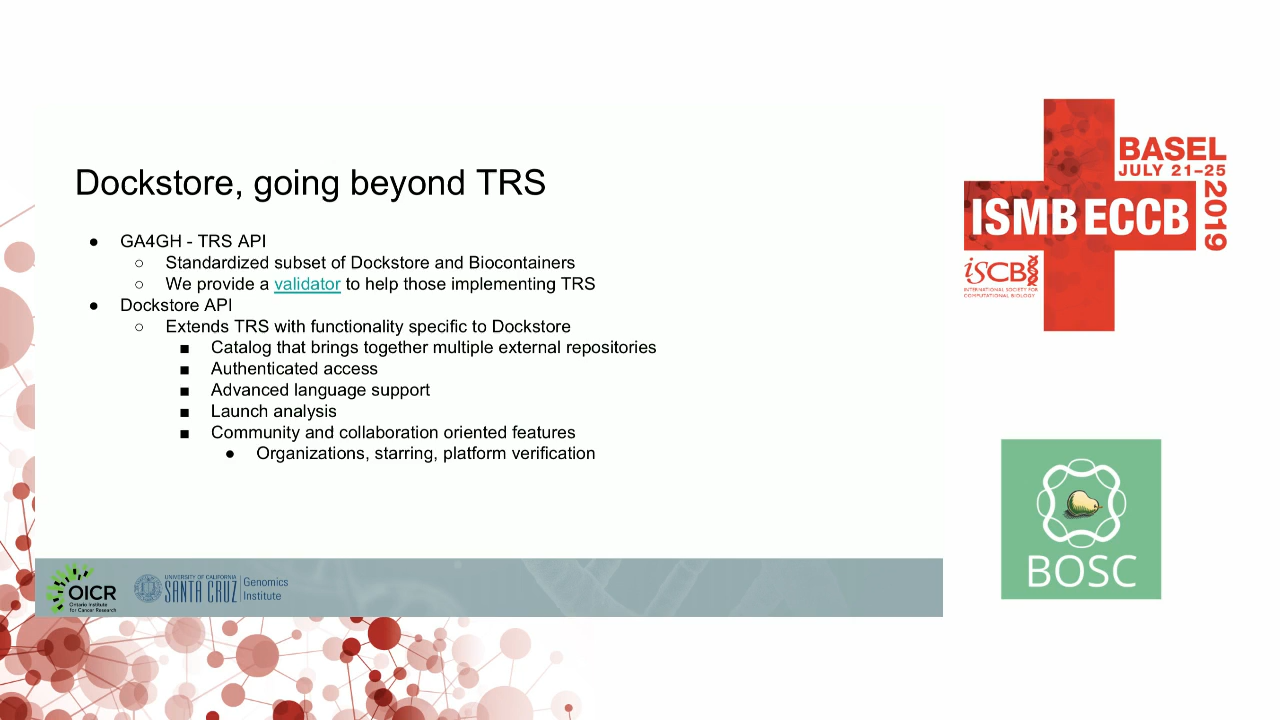 Dockstore, going beyond TRS
● GA4GH - TRS API
○ Standardized subset of Dockstore and Biocontainers
○ We provide a validator to help those implementing TRS
● Dockstore API
○ Extends TRS with functionality specific to Dockstore
■ Catalog that brings together multiple external repositories
■ Authenticated access
■ Advanced language support
■ Launch analysis
■ Community and collaboration oriented features
● Organizations, starring, platform verification
OICR
Ontario Institute
for Cancer Research
UNIVERSITY OF CALIFORNIA
SANTA CRUZ
Genomics
Institute
BASEL
JULY 21–25
2019
ISMB ECCB
iSCB
INTERNATIONAL SOCIETY FOR
COMPUTATIONAL BIOLOGY
BOSC